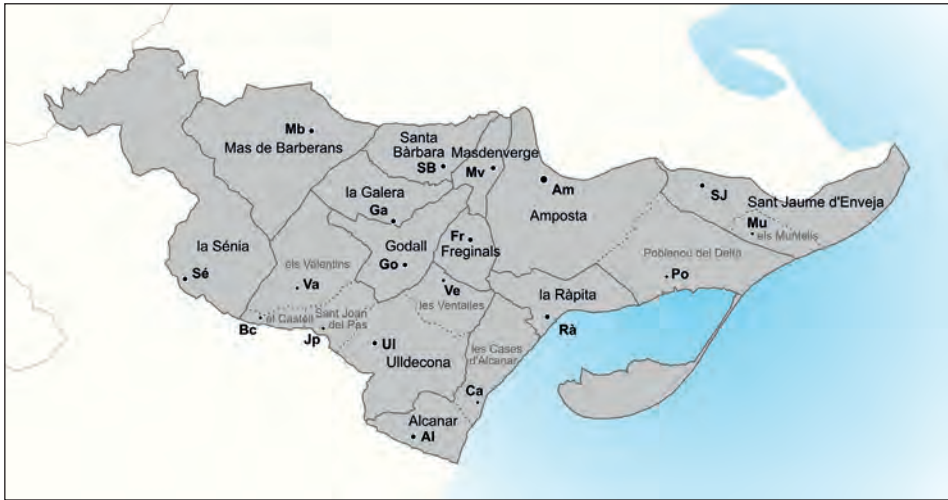 Mb
Mas de Barberans
Santa
Bàrbara
SB
Masdenverge
Mv
Am
Amposta
SJ
Sant Jaume d'Enveja
Mu
els Muntells
la Galera
Ga
Godall
Go
Fr
Freginals
la Sénia
Sé
els Valentins
Va
Poblenou del Delta
Po
Ve
les Ventalles
la Ràpita
Rà
Bc
el Castell
Sant Joan
del Pas
Jp
Ul
Ulldecona
les Cases
d'Alcanar
Ca
Alcanar
Al